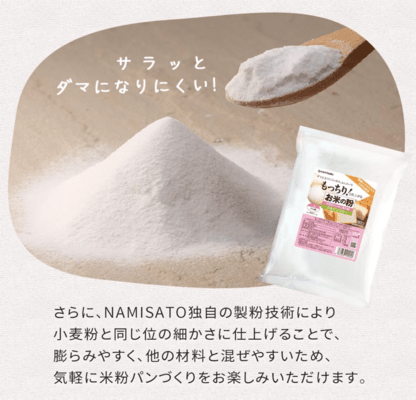 サラッと
ダマになりにくい!
もっちり!
お米の粉
さらに、NAMISATO独自の製粉技術により
小麦粉と同じ位の細かさに仕上げることで、
膨らみやすく、他の材料と混ぜやすいため、
気軽に米粉パンづくりをお楽しみいただけます。